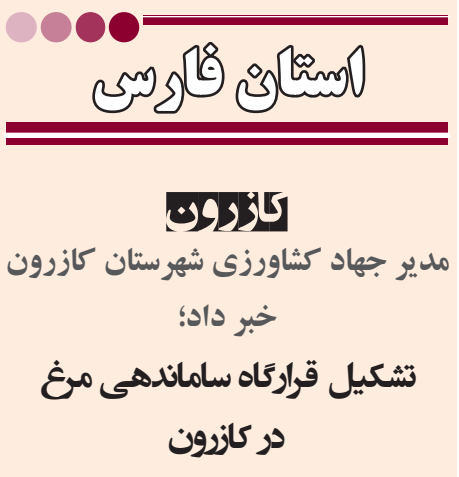 استان فارس
کازرون
مدیر جهاد کشاورزی شهرستان کازرون
خبر داد؛
تشکیل قرارگاه ساماندهی مرغ
در کازرون